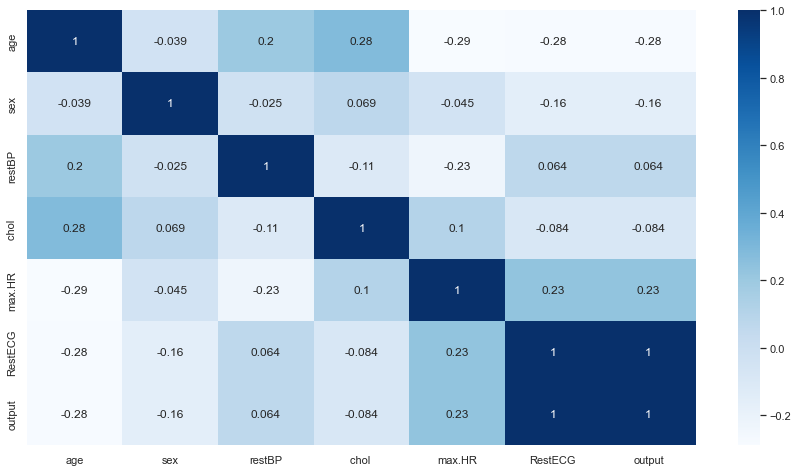 age 1 -0.039 0.2 0.28 -0.29 -0.28 -0.28
sex -0.039 1 -0.025 0.069 -0.045 -0.16 -0.16
restBP 0.2 -0.025 1 -0.11 -0.23 0.064 0.064
chol 0.28 0.069 -0.11 1 0.1 -0.084 -0.084
max.HR -0.29 -0.045 -0.23 0.1 1 0.23 0.23
RestECG -0.28 -0.16 0.064 -0.084 0.23 1 1
output -0.28 -0.16 0.064 -0.084 0.23 1 1
age sex restBP chol max.HR RestECG output
1.0
0.8
0.6
0.4
0.2
0.0
−0.2